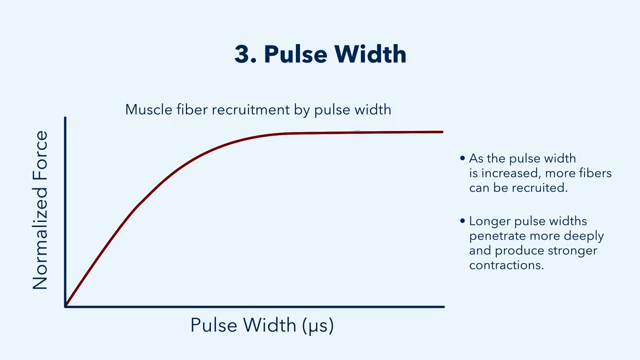 3. Pulse Width
Muscle fiber recruitment by pulse width
Normalized Force
Pulse Width (µs)
• As the pulse width
is increased, more fibers
can be recruited.
• Longer pulse widths
penetrate more deeply
and produce stronger
contractions.